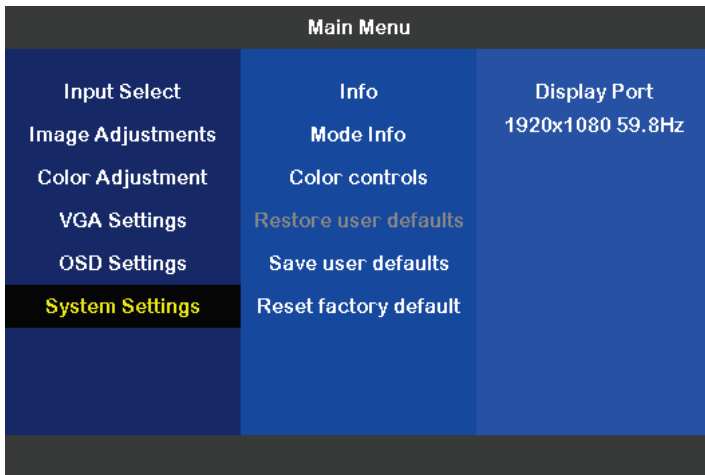 Main Menu
Input Select
Image Adjustments
Color Adjustment
VGA Settings
OSD Settings
System Settings
Info
Mode Info
Color controls
Restore user defaults
Save user defaults
Reset factory default
Display Port
1920x1080 59.8Hz